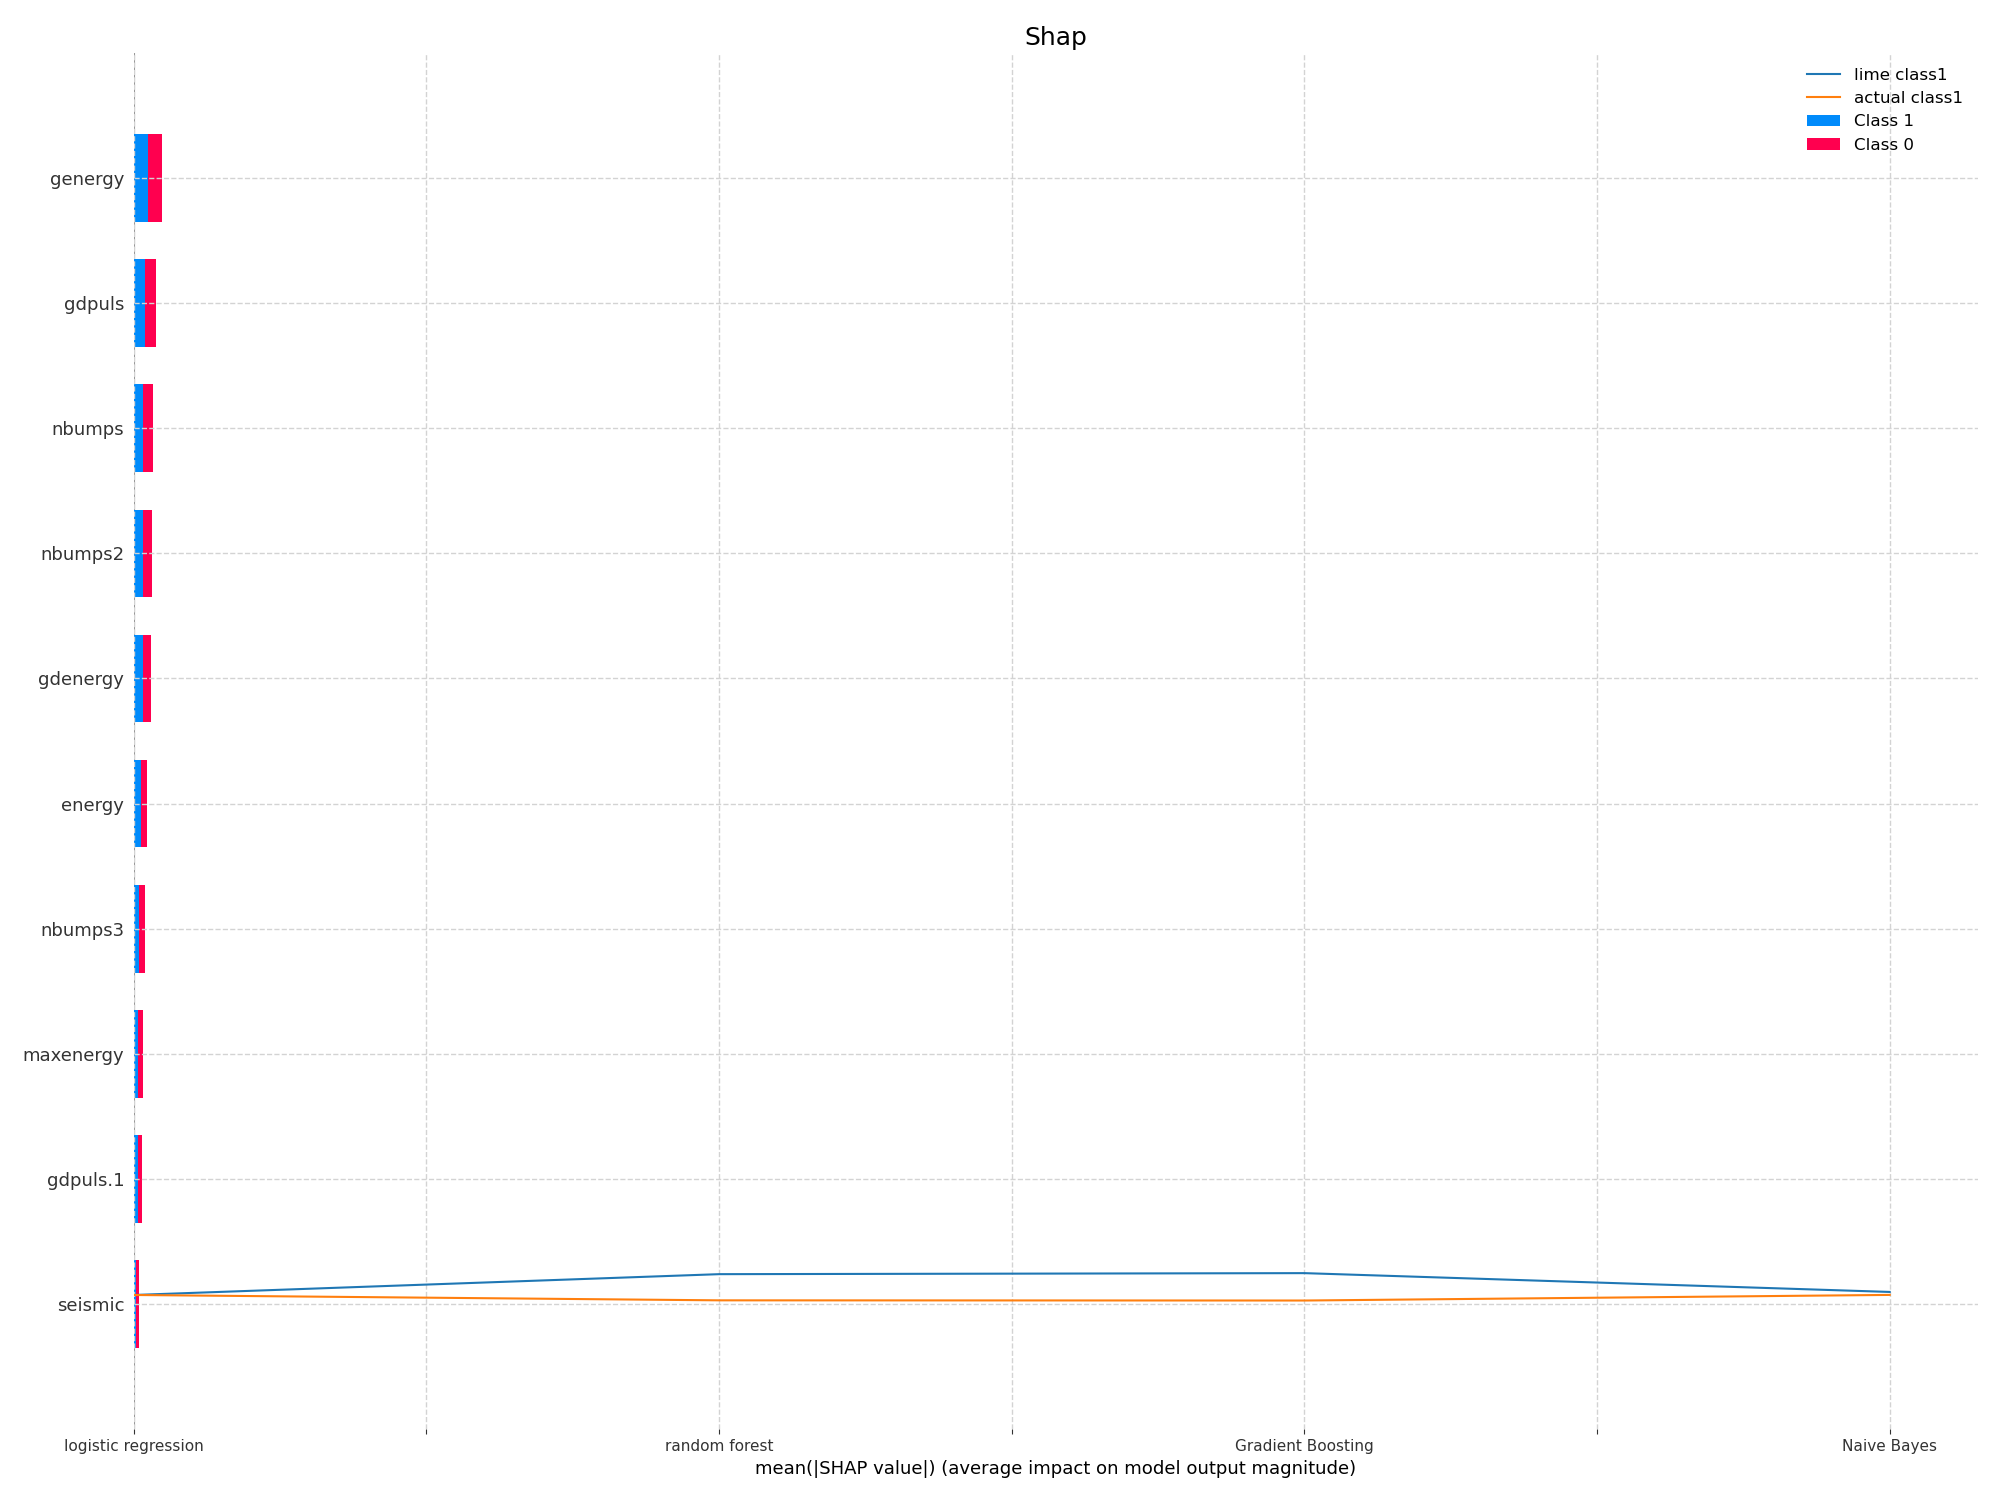 Shap
lime class1
actual class1
Class 1
Class 0
genergy
gdpuls
nbumps
nbumps2
gdenergy
energy
nbumps3
maxenergy
gdpuls.1
seismic
logistic regression
random forest
Gradient Boosting
Naive Bayes
mean(|SHAP value|) (average impact on model output magnitude)